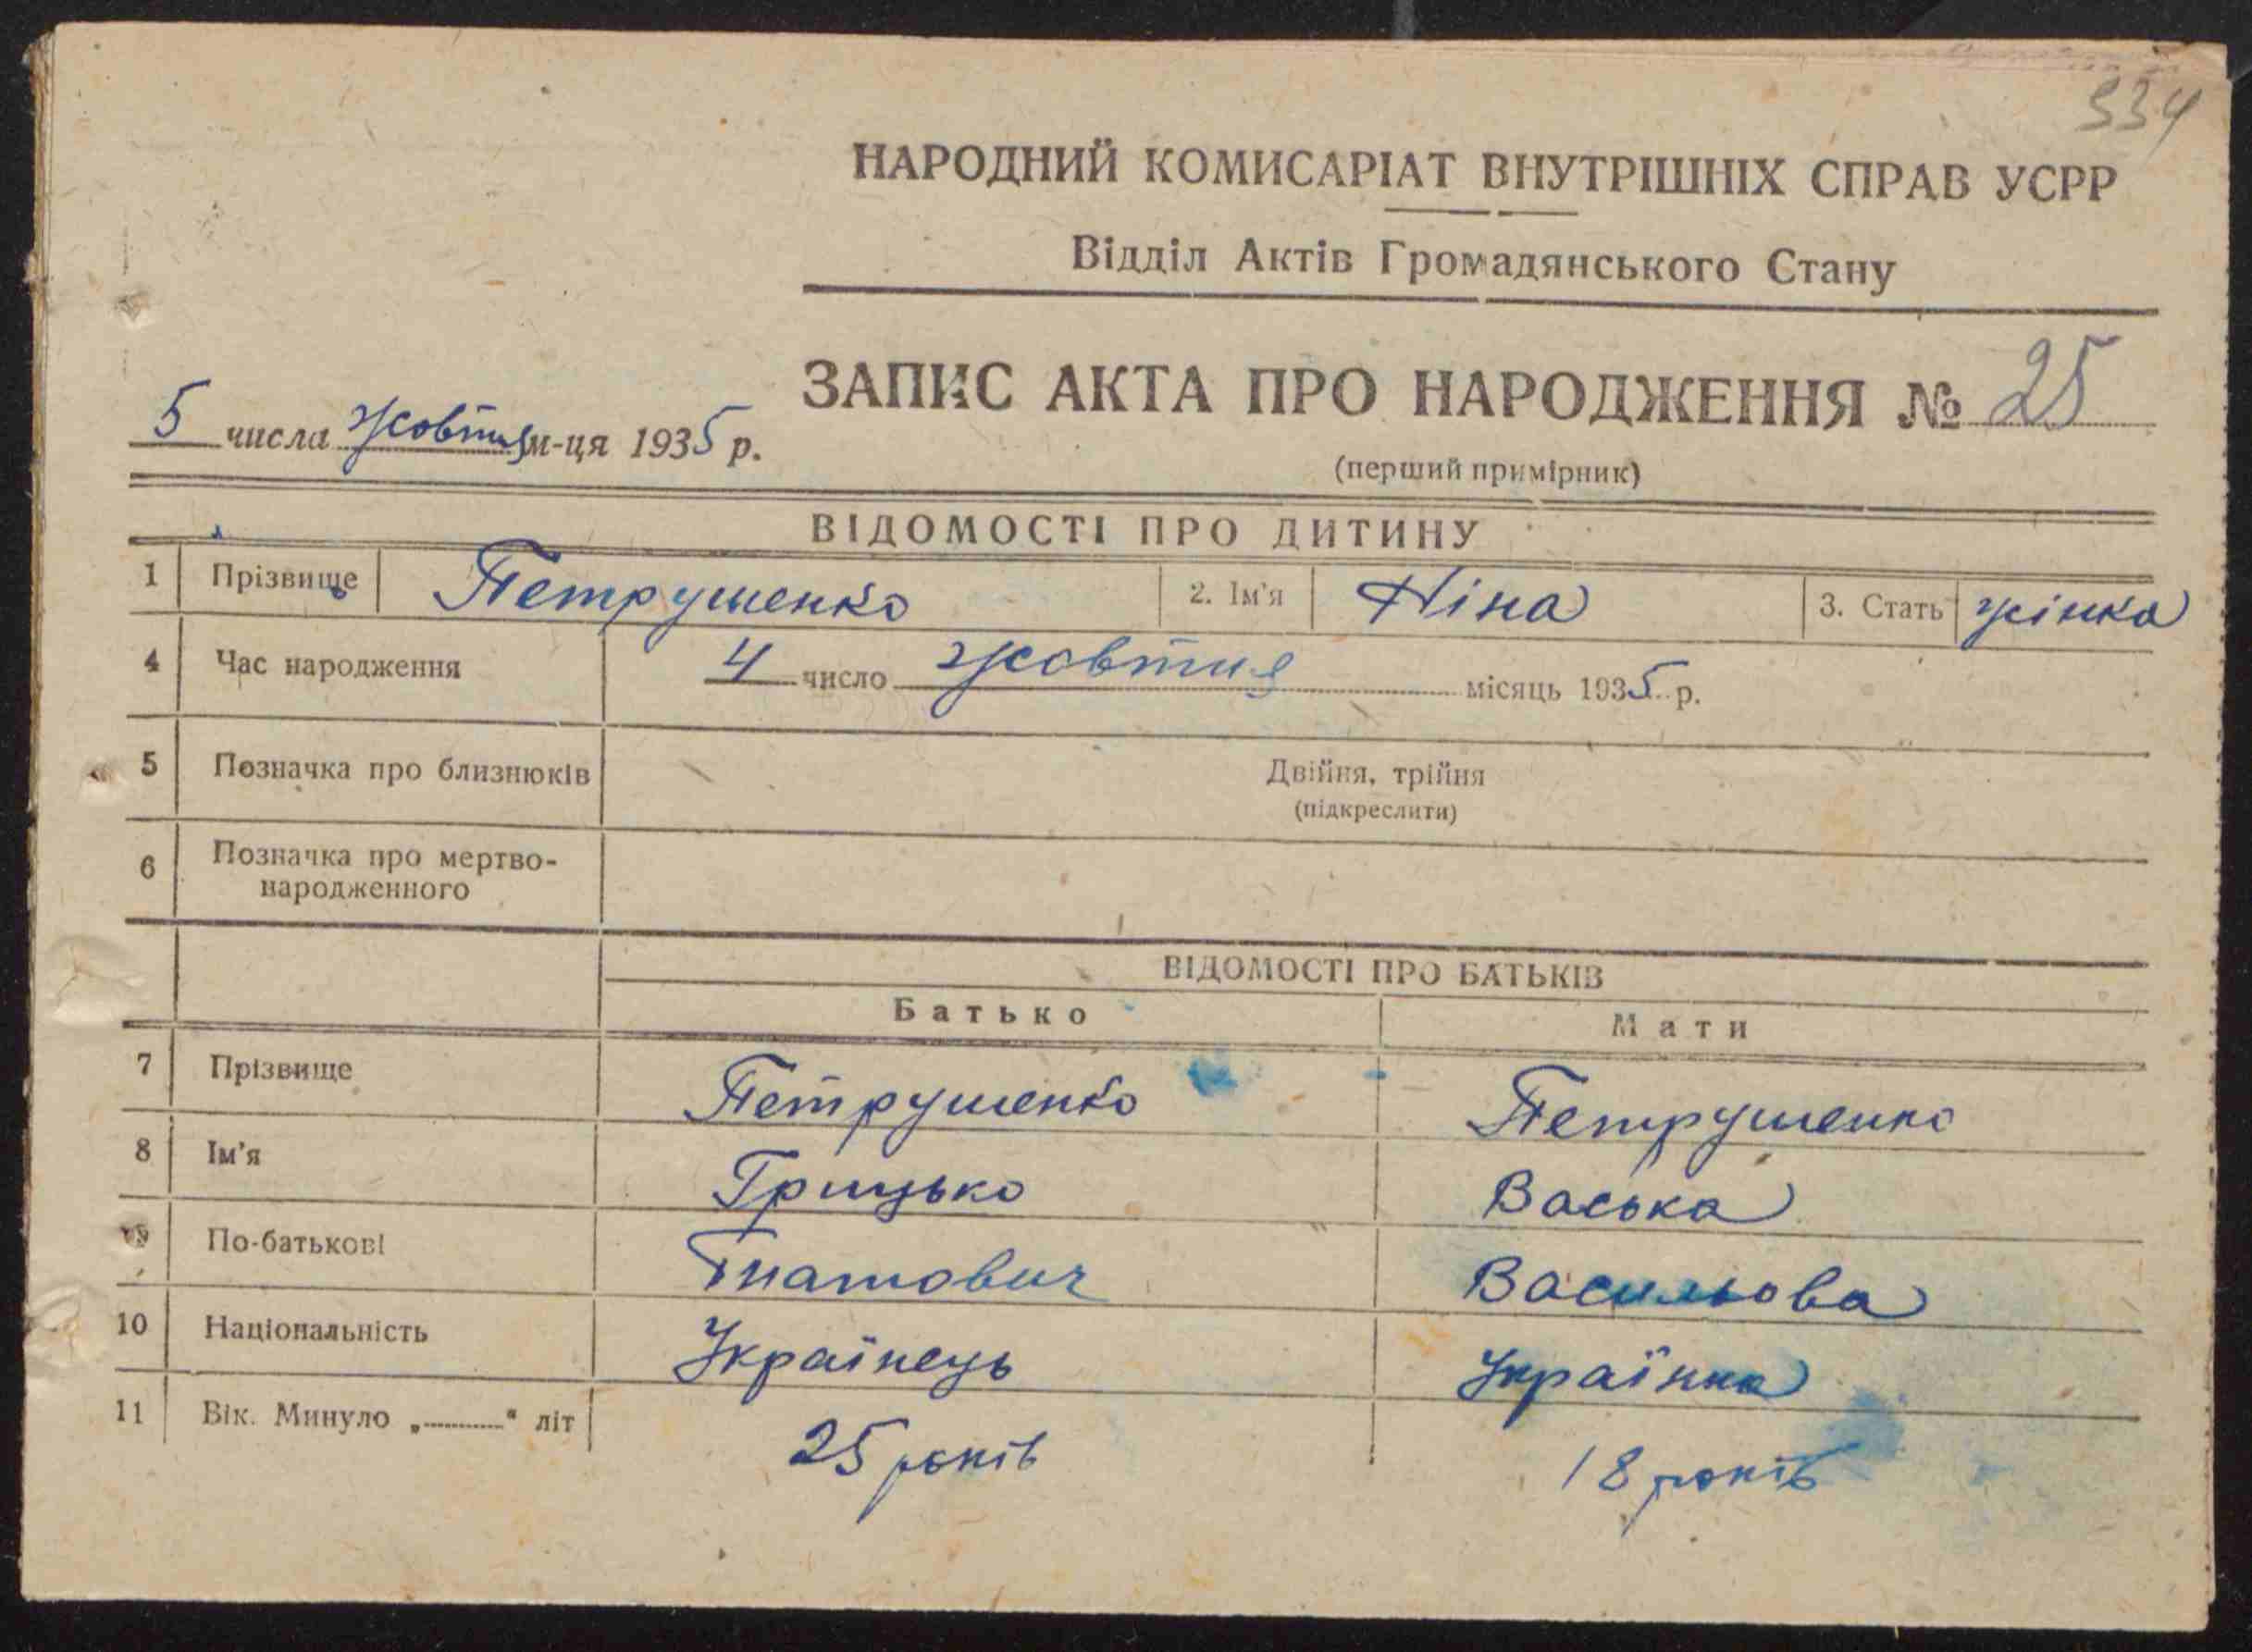 334
НАРОДНИЙ КОМИСАРІАТ ВНУТРІШНІХ СПРАВ УСРР
Відділ Актів Громадянського Стану
ЗАПИС АКТА ПРО НАРОДЖЕННЯ № 25
5 числа жовтня м-ця 1935 р.
(перший примірник)
ВІДОМОСТІ ПРО ДИТИНУ
1 Прізвище Петрушенко 2. Ім'я Ніна 3. Стать жінка
4 Час народження 4 число жовтня місяць 1935 р.
5 Позначка про близнюків Двійня, трійня
(підкреслити)
6 Позначка про мертво-
народженного
ВІДОМОСТІ ПРО БАТЬКІВ
Батько Мати
7 Прізвище Петрушенко Петрушенко
8 Ім'я Грицько Васька
9 По-батькові Гнатович Васильова
10 Національність Українець Українка
11 Вік. Минуло „ “ літ 25 років 18 років